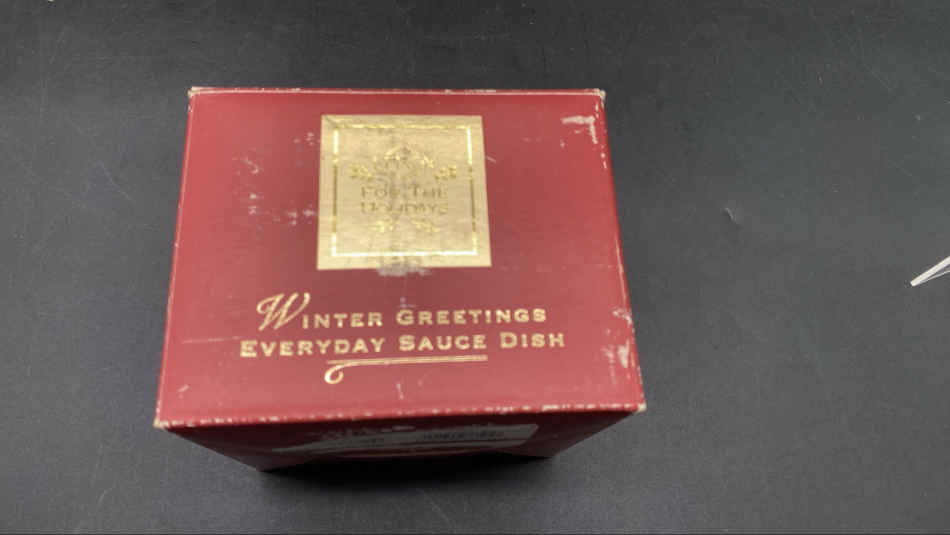 FOR THE
HOLIDAYS
WINTER GREETINGS
EVERYDAY SAUCE DISH